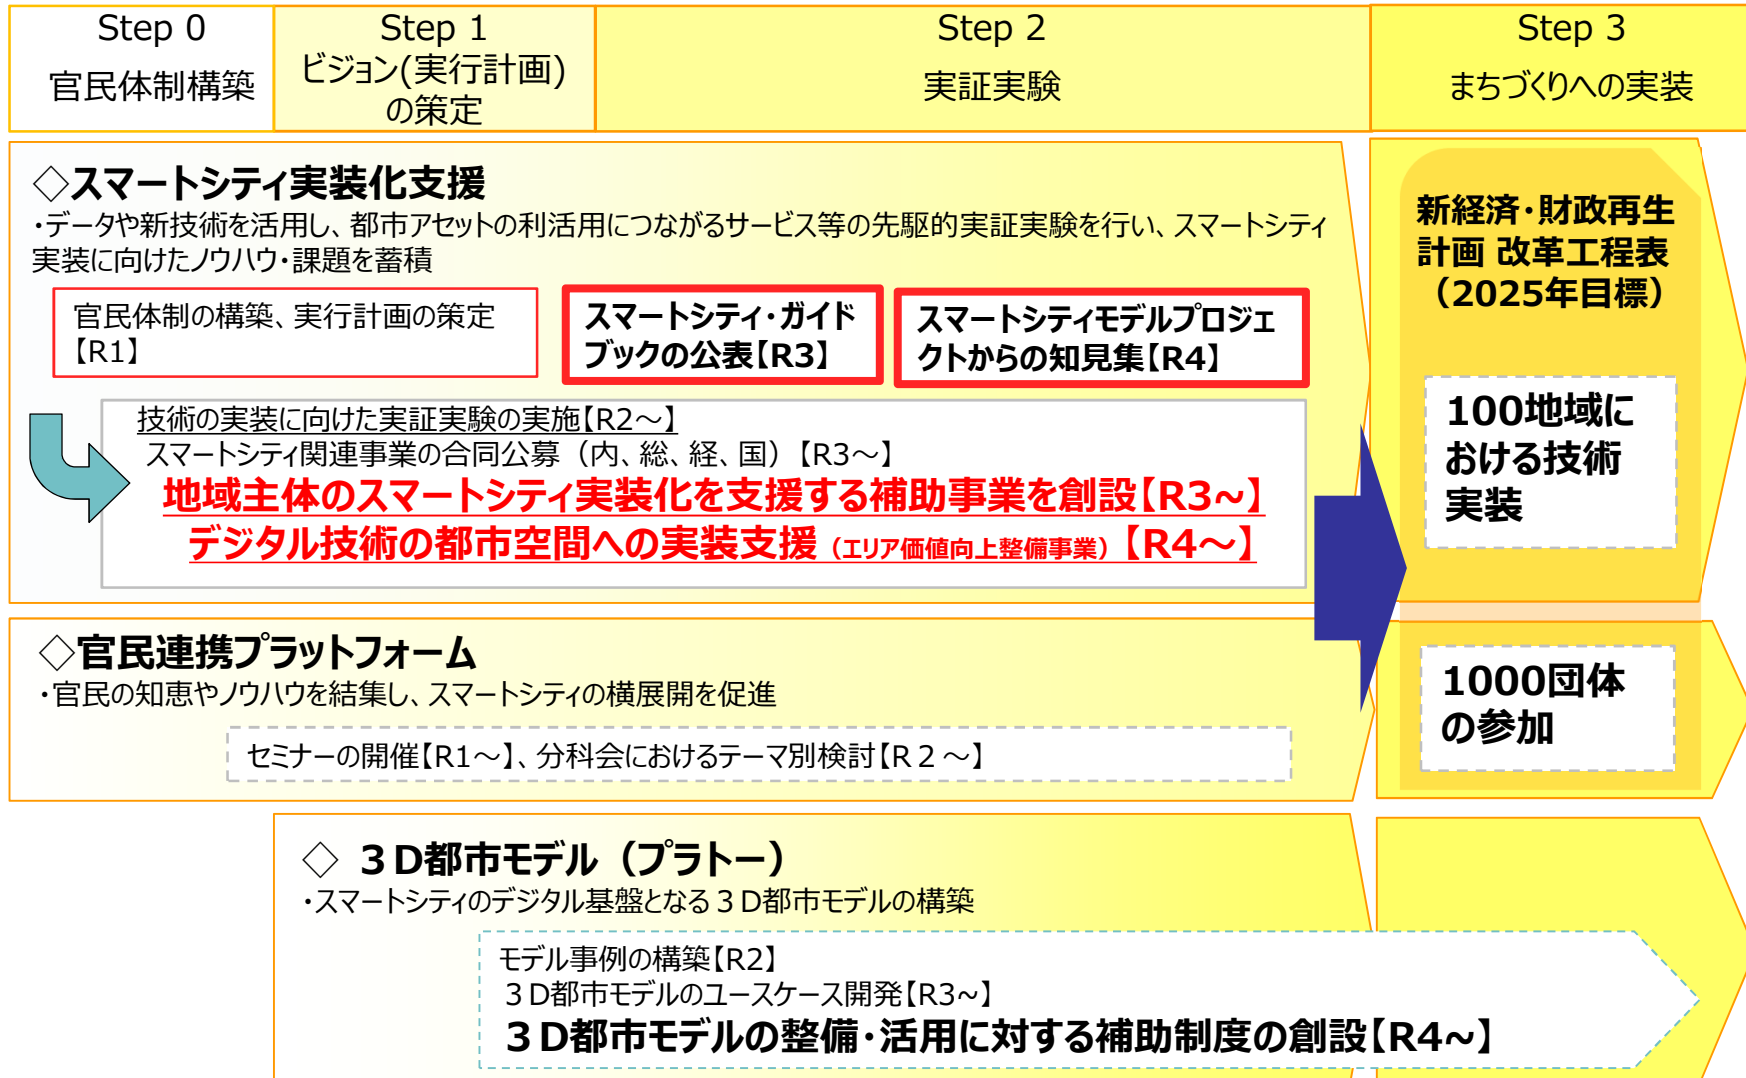 Step 0
官民体制構築
Step 1
ビジョン(実行計画)
の策定
Step 2
実証実験
Step 3
まちづくりへの実装
◇スマートシティ実装化支援
・データや新技術を活用し、都市アセットの利活用につながるサービス等の先駆的実証実験を行い、スマートシティ
実装に向けたノウハウ・課題を蓄積
官民体制の構築、実行計画の策定
【R1】
スマートシティ・ガイド
ブックの公表【R3】
スマートシティモデルプロジェ
クトからの知見集【R4】
技術の実装に向けた実証実験の実施【R2～】
スマートシティ関連事業の合同公募（内、総、経、国）【R3～】
地域主体のスマートシティ実装化を支援する補助事業を創設【R3~】
デジタル技術の都市空間への実装支援（エリア価値向上整備事業）【R4～】
新経済・財政再生
計画 改革工程表
（2025年目標）
100地域に
おける技術
実装
◇官民連携プラットフォーム
・官民の知恵やノウハウを結集し、スマートシティの横展開を促進
セミナーの開催【R1～】、分科会におけるテーマ別検討【R２～】
1000団体
の参加
◇ ３D都市モデル（プラトー）
・スマートシティのデジタル基盤となる３D都市モデルの構築
モデル事例の構築【R2】
３D都市モデルのユースケース開発【R3~】
３D都市モデルの整備・活用に対する補助制度の創設【R4~】